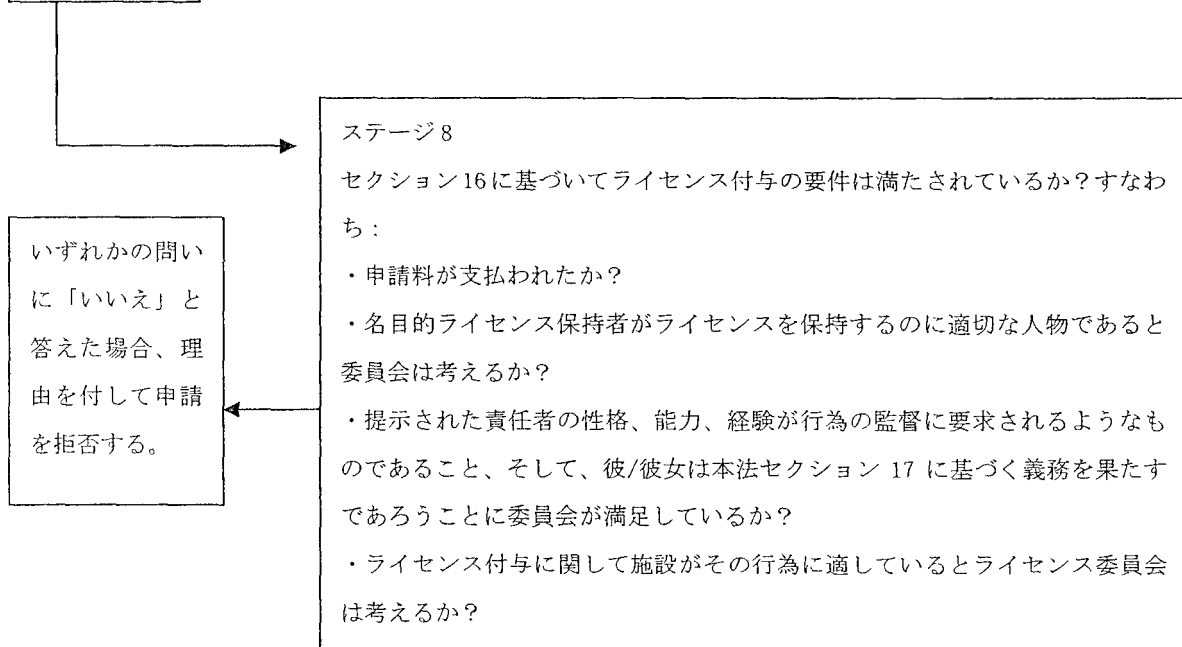 ステージ8
セクション16に基づいてライセンス付与の要件は満たされているか？すなわ
ち：
・申請料が支払われたか？
・名目的ライセンス保持者がライセンスを保持するのに適切な人物であると
委員会は考えるか？
・提示された責任者の性格、能力、経験が行為の監督に要求されるようなも
のであること、そして、彼/彼女は本法セクション 17 に基づく義務を果たす
であろうことに委員会が満足しているか？
・ライセンス付与に関して施設がその行為に適しているとライセンス委員会
は考えるか？
いずれかの問い
に「いいえ」と
答えた場合、理
由を付して申請
を拒否する。